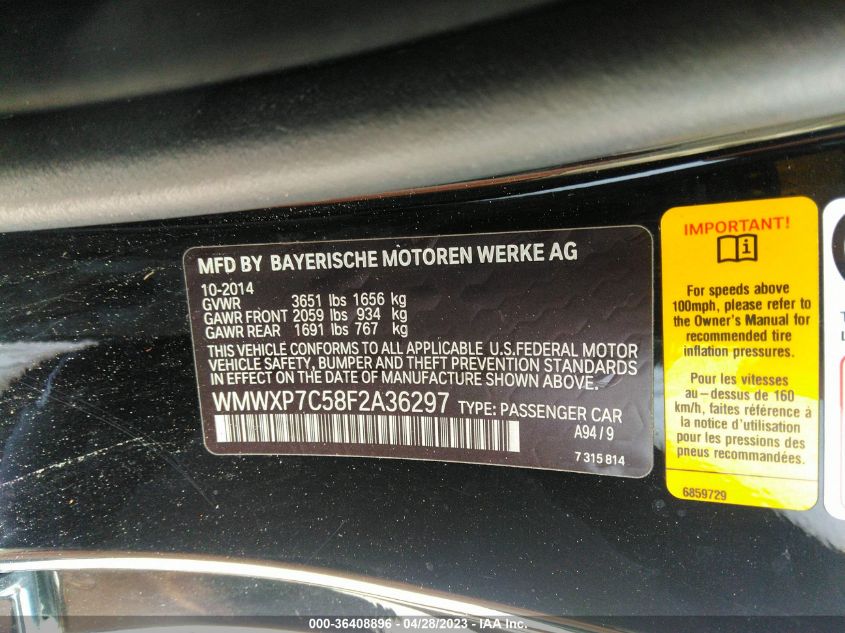 MFD BY BAYERISCHE MOTOREN WERKE AG
10-2014
GVWR 3651 lbs 1656 kg
GAWR FRONT 2059 lbs 934 kg
GAWR REAR 1691 lbs 767 kg
THIS VEHICLE CONFORMS TO ALL APPLICABLE U.S.FEDERAL MOTOR
VEHICLE SAFETY, BUMPER AND THEFT PREVENTION STANDARDS
IN EFFECT ON THE DATE OF MANUFACTURE SHOWN ABOVE.
WMWXP7C58F2A36297 TYPE: PASSENGER CAR
A94/9
7 315 814
IMPORTANT!
i
For speeds above
100mph, please refer to
the Owner's Manual for
recommended tire
inflation pressures.
Pour les vitesses
au-dessus de 160
km/h, faites référence à
la notice d'utilisation
pour les pressions des
pneus recommandées.
6859729
000-36408896 - 04/28/2023 - IAA Inc.